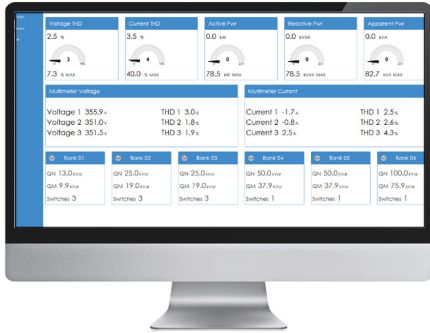 Voltage THD
2.5 %
3
7.3 % MAX
Current THD
3.5 %
4
40.0 % MAX
Active Pwr
0.0 kW
0
78.5 kW MAX
Reactive Pwr
0.0 kVAR
0
78.5 kVAR MAX
Apparent Pwr
0.0 kVA
0
82.7 kVA MAX
Multimeter Voltage
Voltage 1 355.9 V THD 1 3.0 %
Voltage 2 351.0 V THD 2 1.8 %
Voltage 3 351.5 V THD 3 1.9 %
Multimeter Current
Current 1 -1.7 A THD 1 2.5 %
Current 2 -0.8 A THD 2 2.6 %
Current 3 2.5 A THD 3 4.3 %
Bank 01
QN 13.0 kVar
QM 9.9 kVar
Switches 3
Bank 02
QN 25.0 kVar
QM 19.0 kVar
Switches 3
Bank 03
QN 25.0 kVar
QM 19.0 kVar
Switches 3
Bank 04
QN 50.0 kVar
QM 37.9 kVar
Switches 1
Bank 05
QN 50.0 kVar
QM 37.9 kVar
Switches 1
Bank 06
QN 100.0 kVar
QM 75.9 kVar
Switches 1